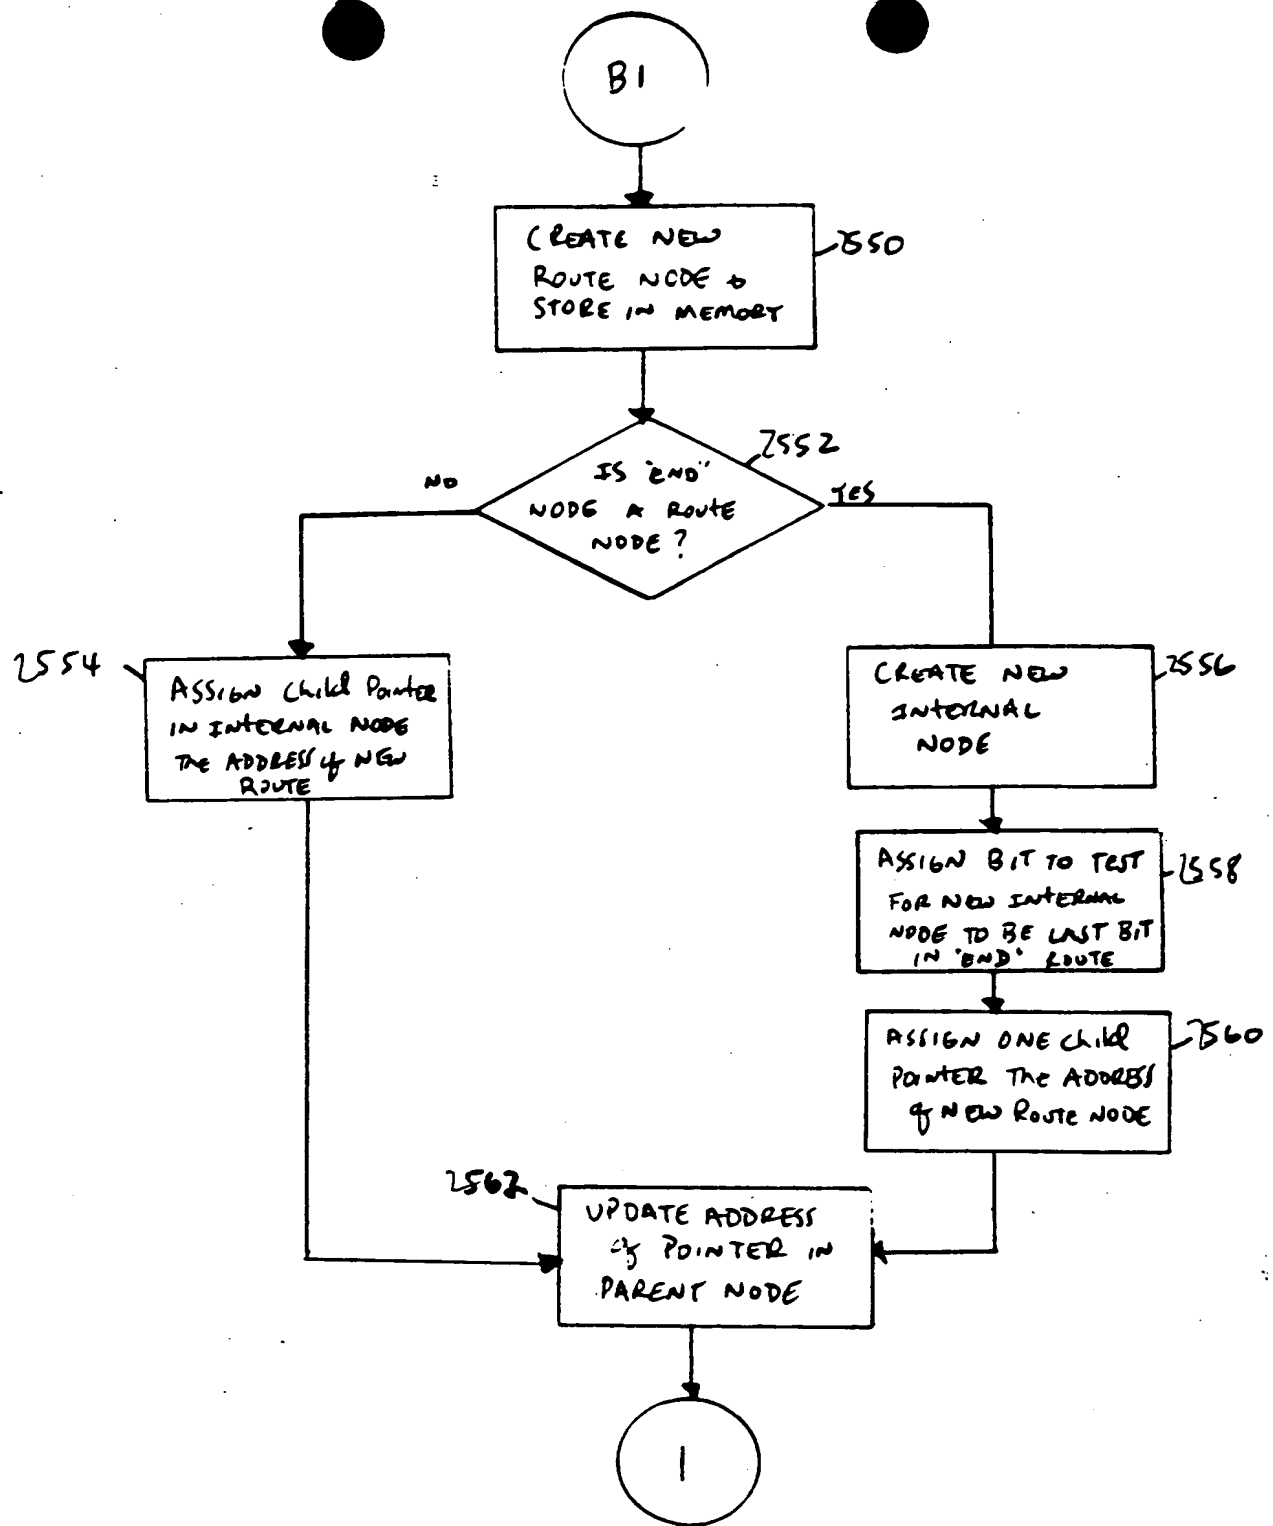 B1
CREATE NEW
ROUTE NODE &
STORE IN MEMORY
2550
IS "END"
NODE A ROUTE
NODE?
2552
NO
YES
2554
ASSIGN Child Pointer
IN INTERNAL NODE
THE ADDRESS of NEW
ROUTE
CREATE NEW
INTERNAL
NODE
2556
ASSIGN BIT TO TEST
FOR NEW INTERNAL
NODE TO BE LAST BIT
IN "END" ROUTE
2558
ASSIGN ONE Child
POINTER The ADDRESS
of NEW ROUTE NODE
2560
2562
UPDATE ADDRESS
of POINTER IN
PARENT NODE
1